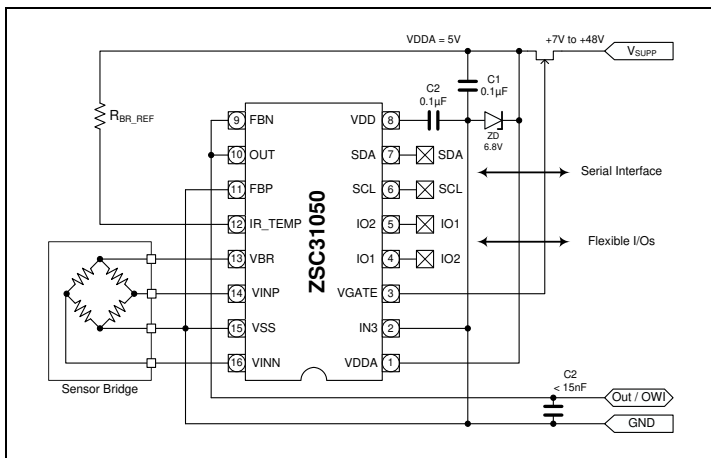 VDDA = 5V
+7V to +48V
VSUPP
C1
0.1µF
C2
0.1µF
ZD
6.8V
RBR_REF
9 FBN
VDD 8
10 OUT
SDA 7
SDA
11 FBP
SCL 6
SCL
Serial Interface
12 IR_TEMP
IO2 5
IO1
13 VBR
IO1 4
IO2
Flexible I/Os
14 VINP
VGATE 3
15 VSS
IN3 2
16 VINN
VDDA 1
ZSC31050
Sensor Bridge
C2
< 15nF
Out / OWI
GND